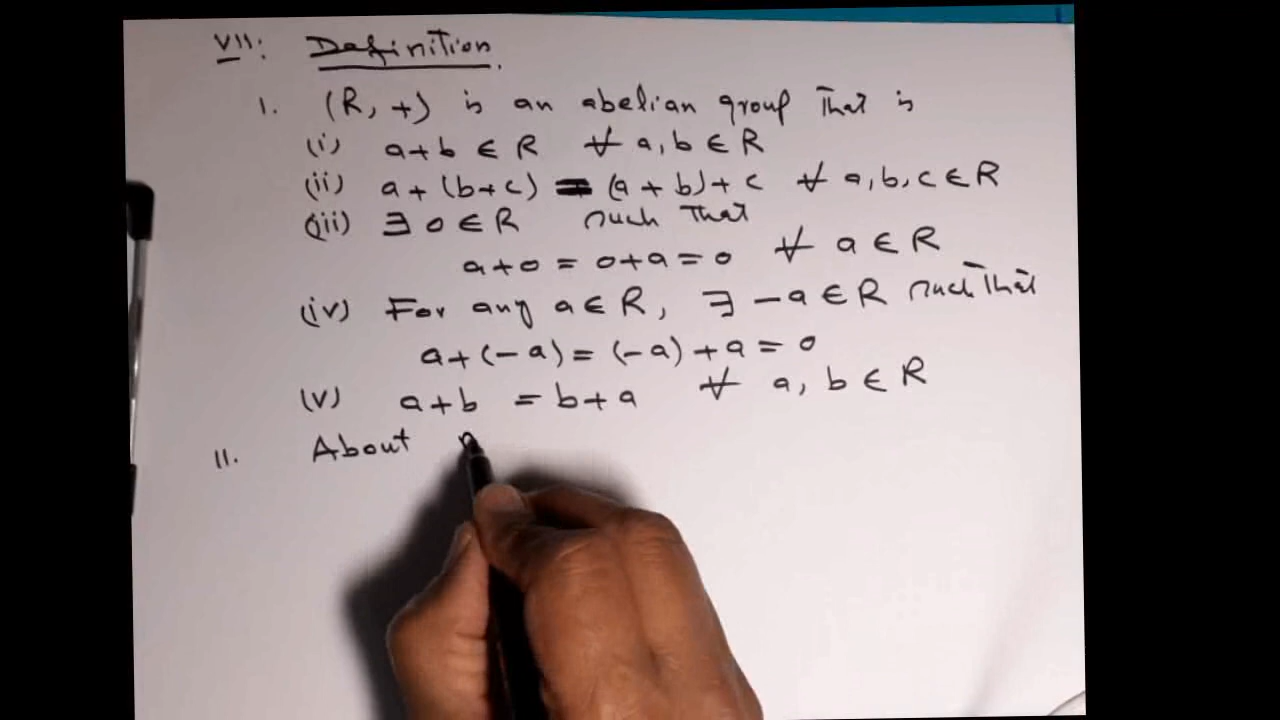 VII: Definition.
1. (R, +) is an abelian group that is
(i) a+b ∈ R ∀ a, b ∈ R
(ii) a + (b+c) = (a + b)+c ∀ a, b, c ∈ R
(iii) ∃ 0 ∈ R such that
a+0 = 0+a = 0 ∀ a ∈ R
(iv) For any a ∈ R, ∃ -a ∈ R such that
a+(-a) = (-a) + a = 0
(v) a+b = b+a ∀ a, b ∈ R
11. About